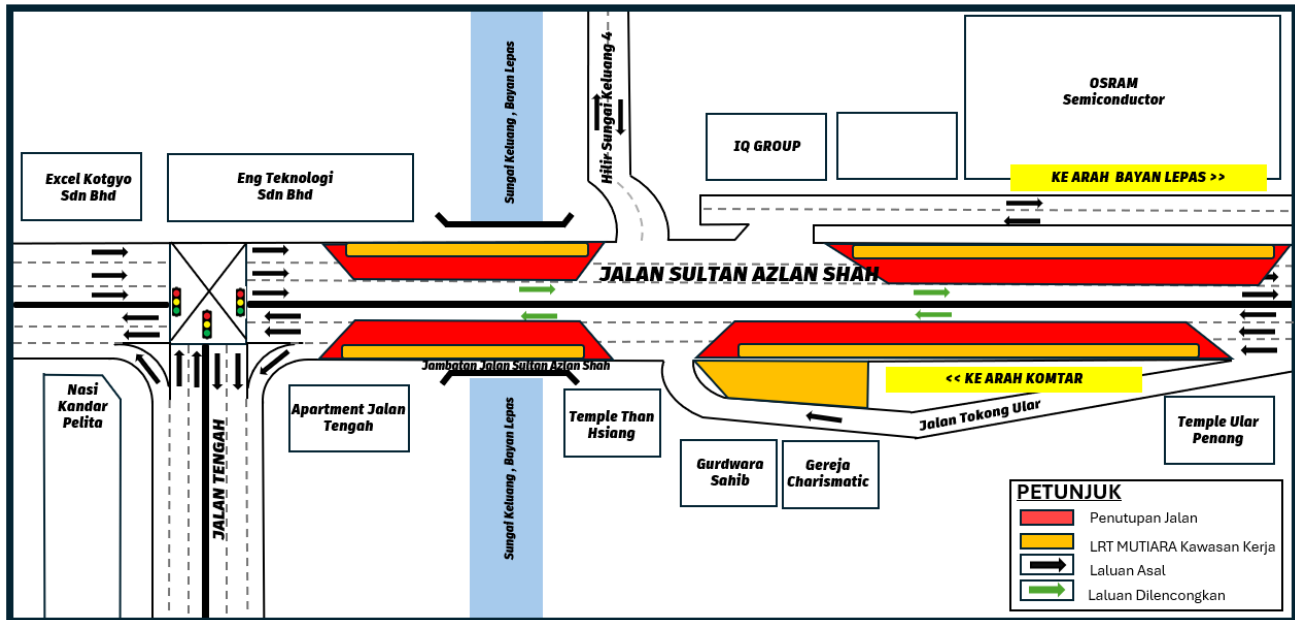 Sungai Keluang , Bayan Lepas
Hilir Sungai Keluang 4
OSRAM
Semiconductor
IQ GROUP
Excel Kotgyo
Sdn Bhd
Eng Teknologi
Sdn Bhd
KE ARAH BAYAN LEPAS >>
JALAN SULTAN AZLAN SHAH
Jambatan Jalan Sultan Azlan Shah
<< KE ARAH KOMTAR
Nasi
Kandar
Pelita
JALAN TENGAH
Apartment Jalan
Tengah
Sungai Keluang , Bayan Lepas
Temple Than
Hsiang
Jalan Tokong Ular
Temple Ular
Penang
Gurdwara
Sahib
Gereja
Charismatic
PETUNJUK
Penutupan Jalan
LRT MUTIARA Kawasan Kerja
Laluan Asal
Laluan Dilencongkan